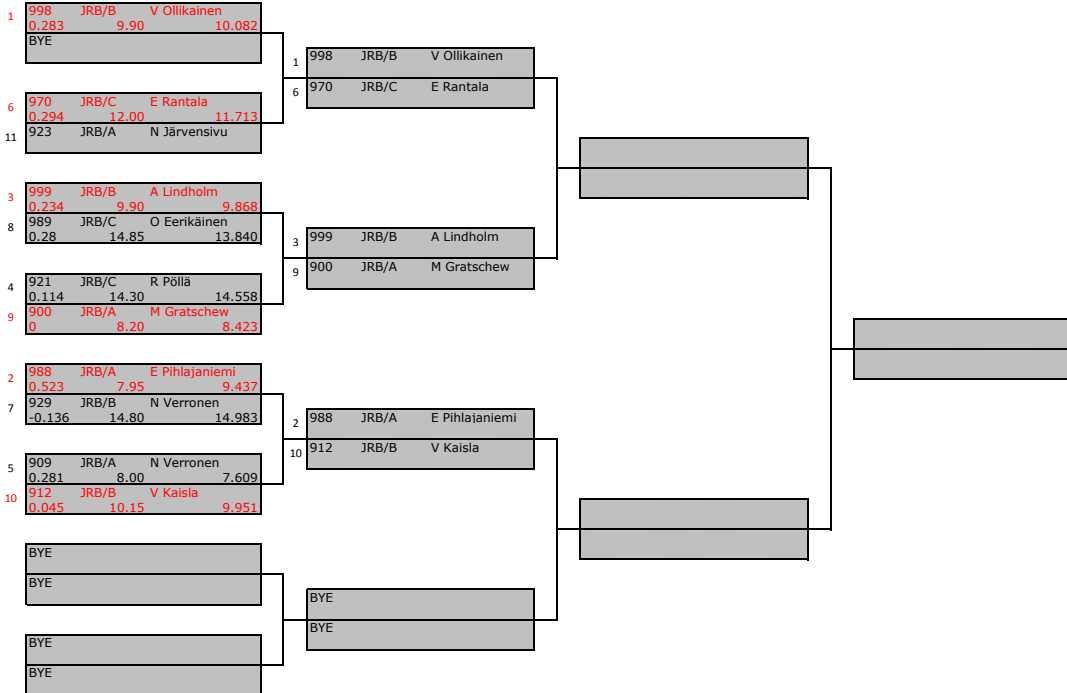 1 998 JRB/B V Ollikainen
0.283 9.90 10.082
BYE
6 970 JRB/C E Rantala
0.294 12.00 11.713
11 923 JRB/A N Järvensivu
3 999 JRB/B A Lindholm
0.234 9.90 9.868
8 989 JRB/C O Eerikäinen
0.28 14.85 13.840
4 921 JRB/C R Pöllä
0.114 14.30 14.558
9 900 JRB/A M Gratschew
0 8.20 8.423
2 988 JRB/A E Pihlajaniemi
0.523 7.95 9.437
7 929 JRB/B N Verronen
-0.136 14.80 14.983
5 909 JRB/A N Verronen
0.281 8.00 7.609
10 912 JRB/B V Kaisla
0.045 10.15 9.951
BYE
BYE
BYE
BYE
1 998 JRB/B V Ollikainen
6 970 JRB/C E Rantala
3 999 JRB/B A Lindholm
9 900 JRB/A M Gratschew
2 988 JRB/A E Pihlajaniemi
10 912 JRB/B V Kaisla
BYE
BYE